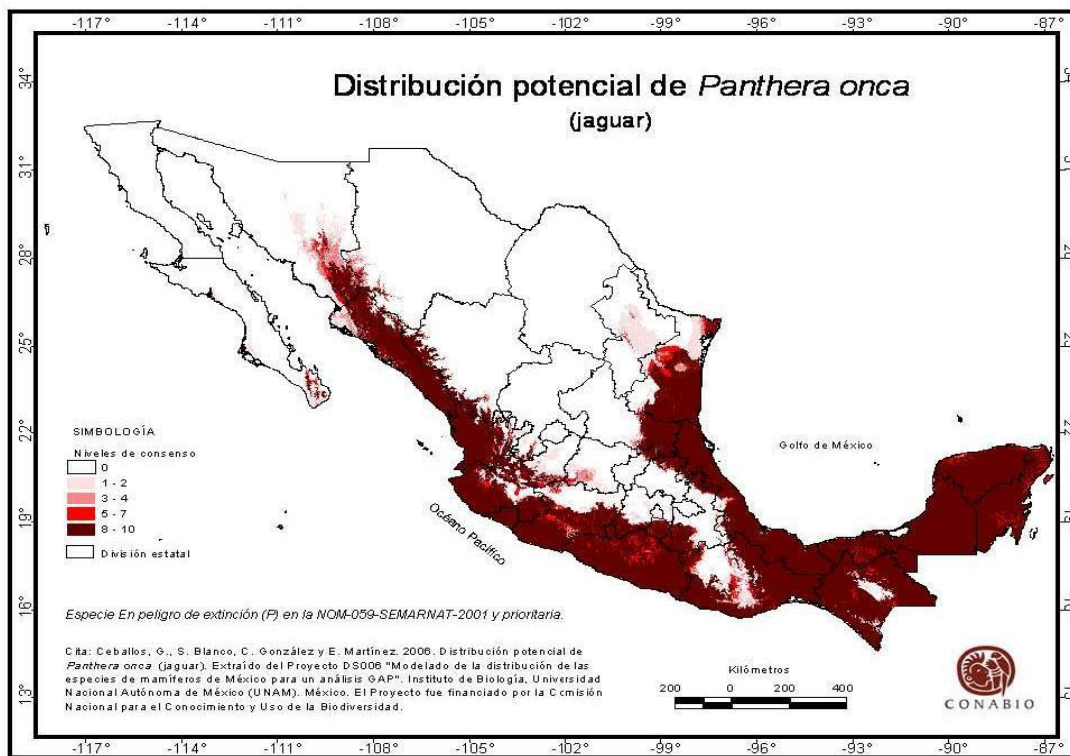 -117° -114° -111° -108° -105° -102° -99° -96° -93° -90° -87°
Distribución potencial de Panthera onca
(jaguar)
34°
31°
28°
25°
22°
19°
16°
13°
SIMBOLOGÍA
Niveles de consenso
0
1 - 2
3 - 4
5 - 7
8 - 10
División estatal
Golfo de México
Océano Pacífico
Especie En peligro de extinción (P) en la NOM-059-SEMARNAT-2001 y prioritaria.
Cita: Ceballos, G., S. Blanco, C. González y E. Martínez. 2006. Distribución potencial de
Panthera onca (jaguar). Extraído del Proyecto DS006 "Modelado de la distribución de las
especies de mamíferos de México para un análisis GAP". Instituto de Biología, Universidad
Nacional Autónoma de México (UNAM). México. El Proyecto fue financiado por la Comisión
Nacional para el Conocimiento y Uso de la Biodiversidad.
Kilómetros
200 0 200 400
CONABIO
-117° -114° -111° -108° -105° -102° -99° -96° -93° -90° -87°